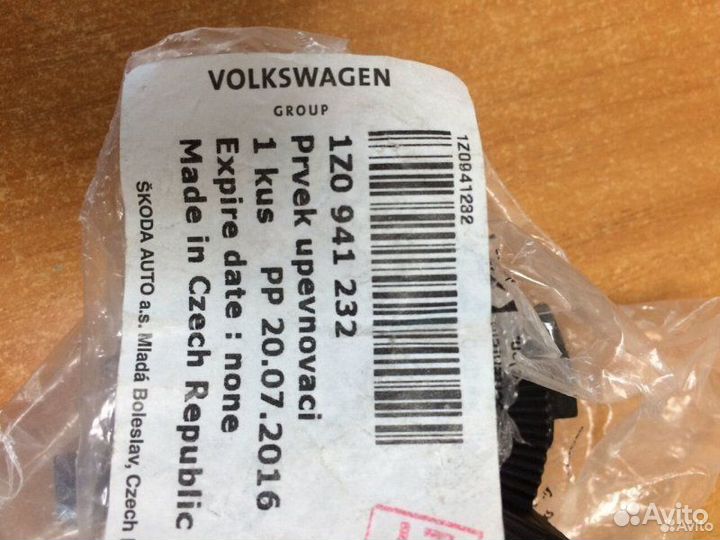 VOLKSWAGEN
GROUP
1Z0941232
1Z0 941 232
Prvek upevnovaci
1 kus PP 20.07.2016
Expire date : none
Made in Czech Republic
ŠKODA AUTO a.s. Mladá Boleslav, Czech
Avito
Avito